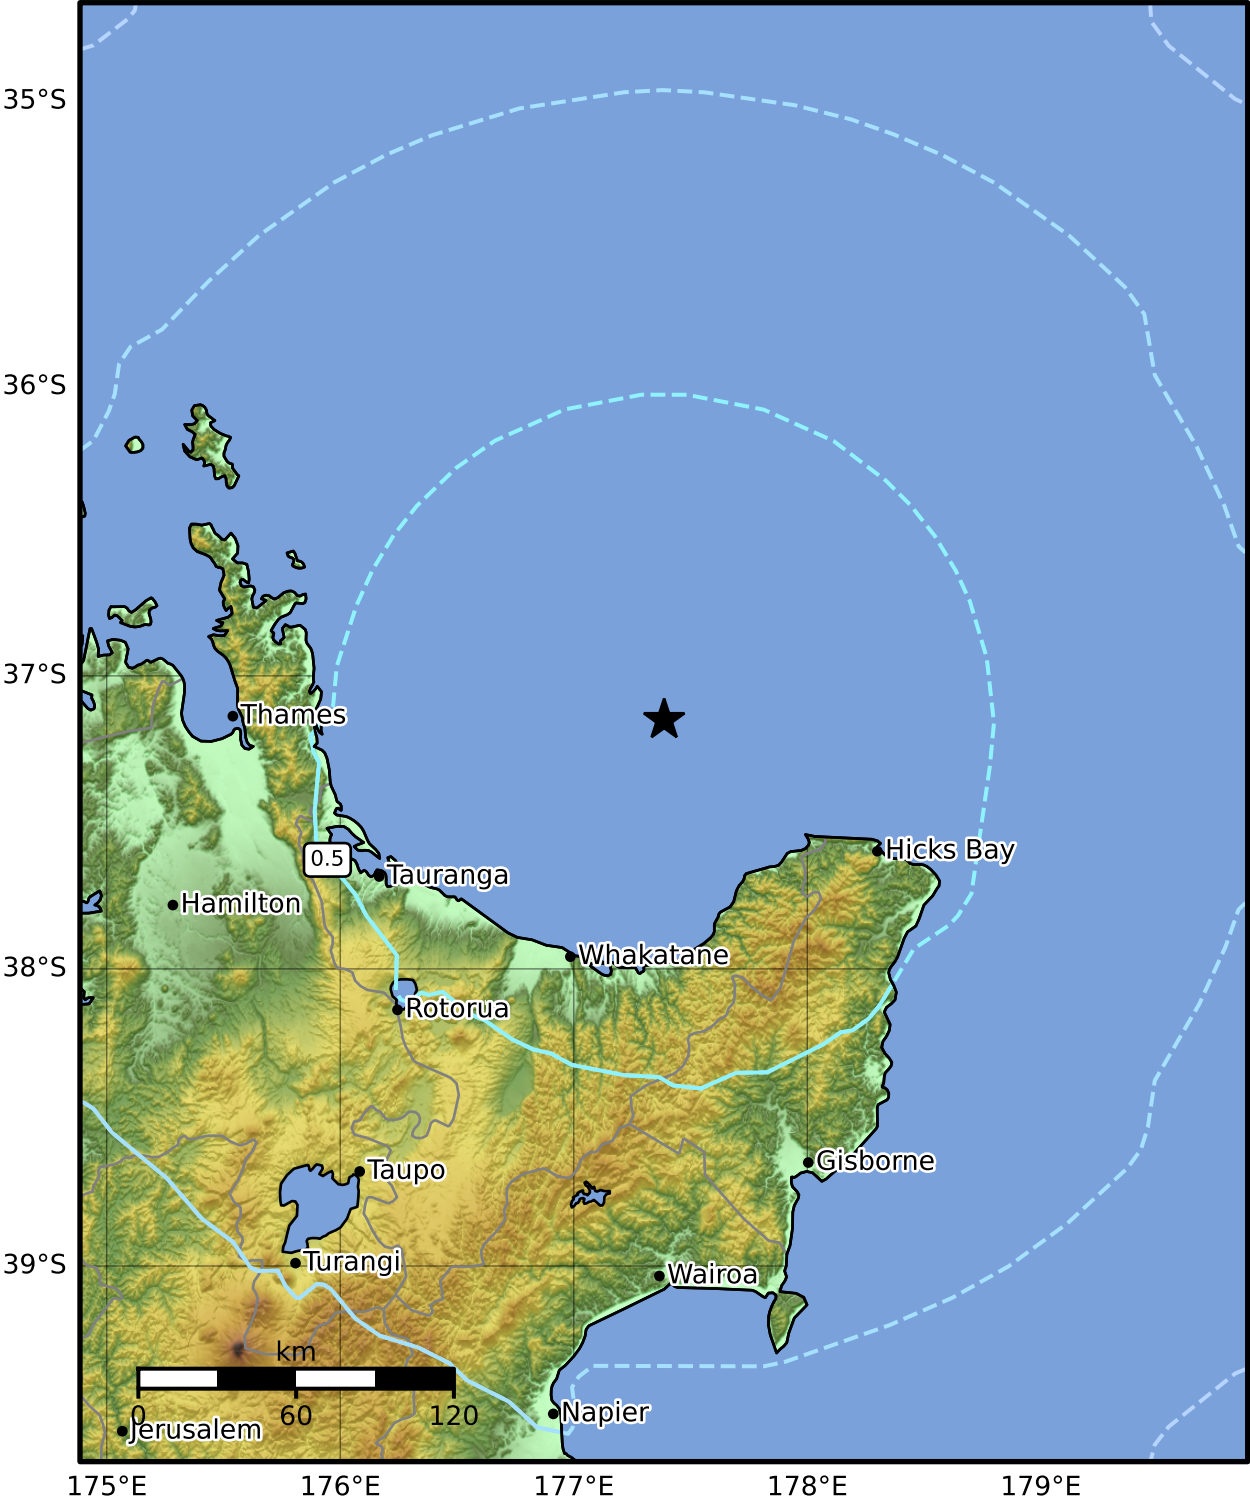 35°S
36°S
37°S
Thames
0.5
Hicks Bay
Tauranga
Hamilton
Whakatane
38°S
Rotorua
Gisborne
Taupo
39°S
Turangi
Wairoa
km
0 60 120
Napier
Jerusalem
175°E 176°E 177°E 178°E 179°E